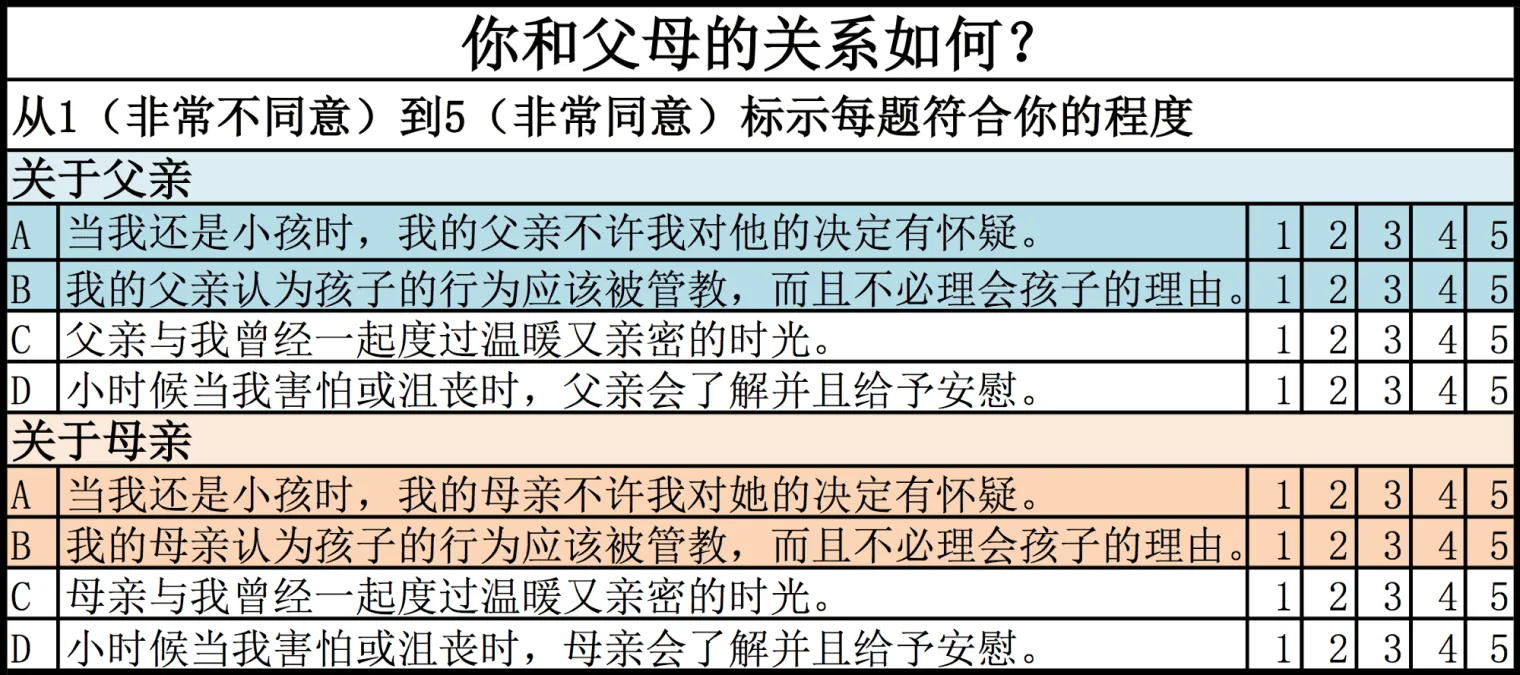 你和父母的关系如何？
从1（非常不同意）到5（非常同意）标示每题符合你的程度
关于父亲
A 当我还是小孩时，我的父亲不许我对他的决定有怀疑。 1 2 3 4 5
B 我的父亲认为孩子的行为应该被管教，而且不必理会孩子的理由。 1 2 3 4 5
C 父亲与我曾经一起度过温暖又亲密的时光。 1 2 3 4 5
D 小时候当我害怕或沮丧时，父亲会了解并且给予安慰。 1 2 3 4 5
关于母亲
A 当我还是小孩时，我的母亲不许我对她的决定有怀疑。 1 2 3 4 5
B 我的母亲认为孩子的行为应该被管教，而且不必理会孩子的理由。 1 2 3 4 5
C 母亲与我曾经一起度过温暖又亲密的时光。 1 2 3 4 5
D 小时候当我害怕或沮丧时，母亲会了解并且给予安慰。 1 2 3 4 5